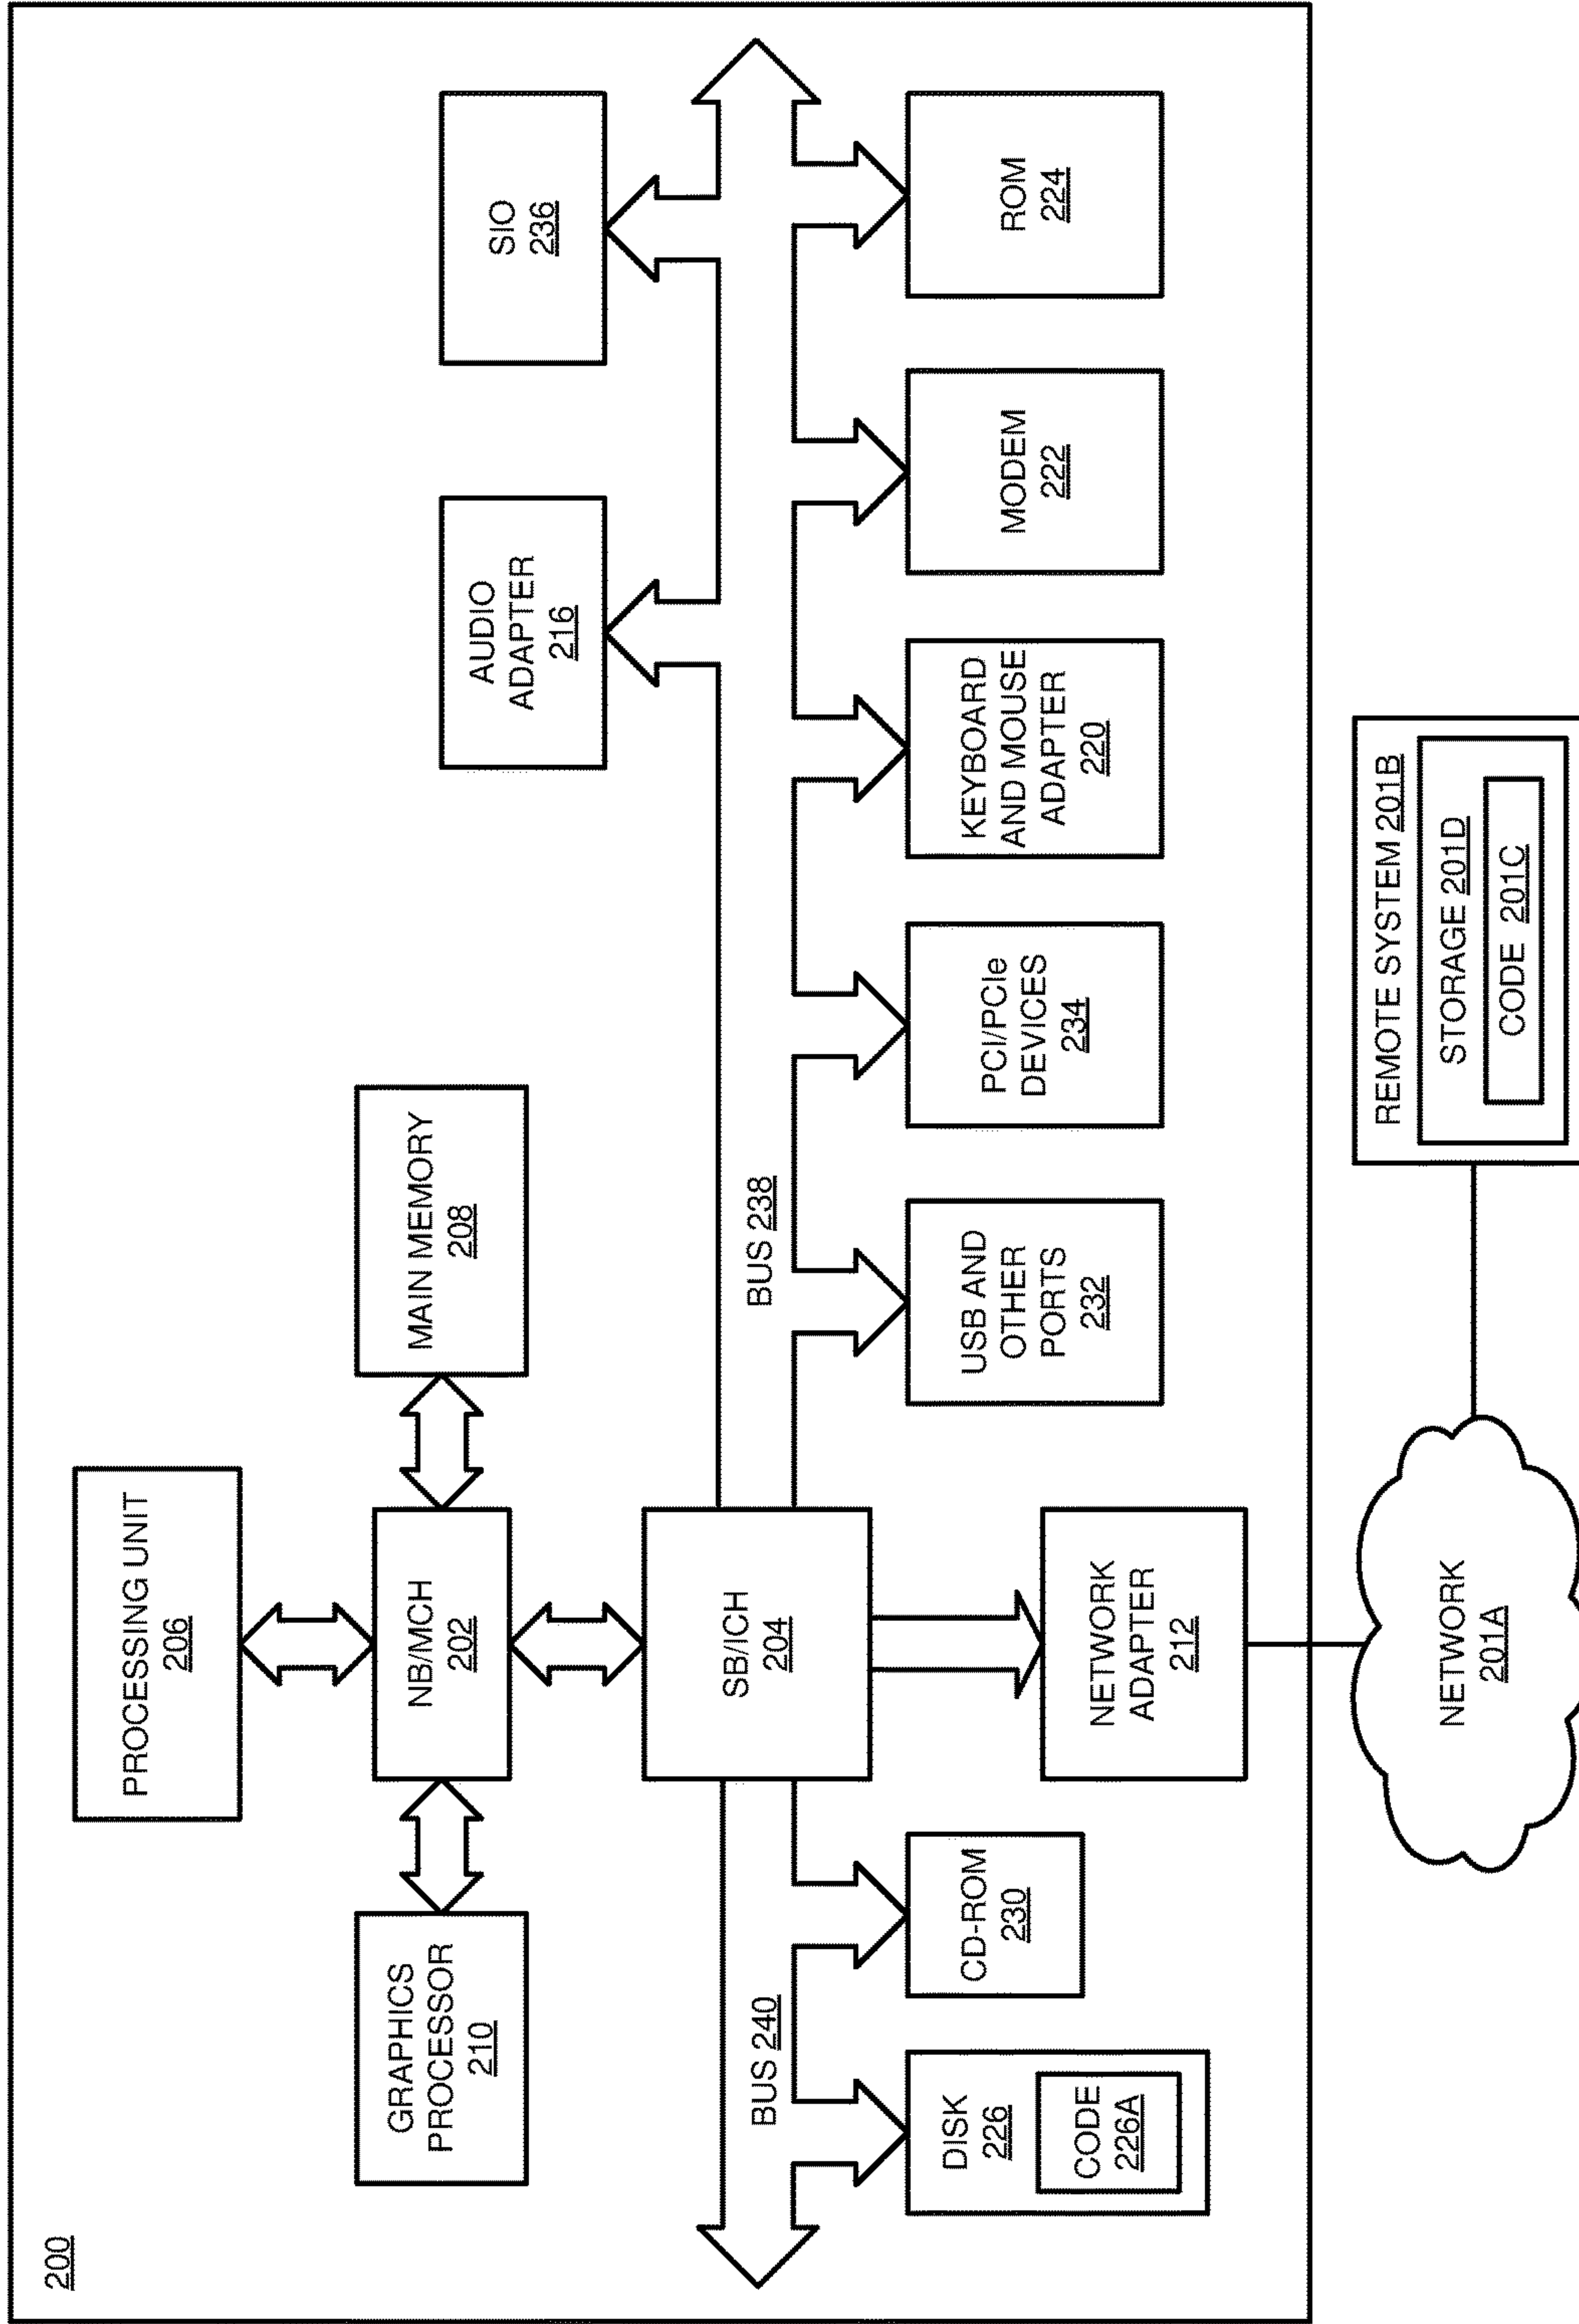 200
PROCESSING UNIT
206
GRAPHICS
PROCESSOR
210
NB/MCH
202
MAIN MEMORY
208
AUDIO
ADAPTER
216
SIO
236
SB/ICH
204
BUS 240
BUS 238
DISK
226
CODE
226A
CD-ROM
230
NETWORK
ADAPTER
212
USB AND
OTHER
PORTS
232
PCI/PCIe
DEVICES
234
KEYBOARD
AND MOUSE
ADAPTER
220
MODEM
222
ROM
224
NETWORK
201A
REMOTE SYSTEM 201B
STORAGE 201D
CODE 201C